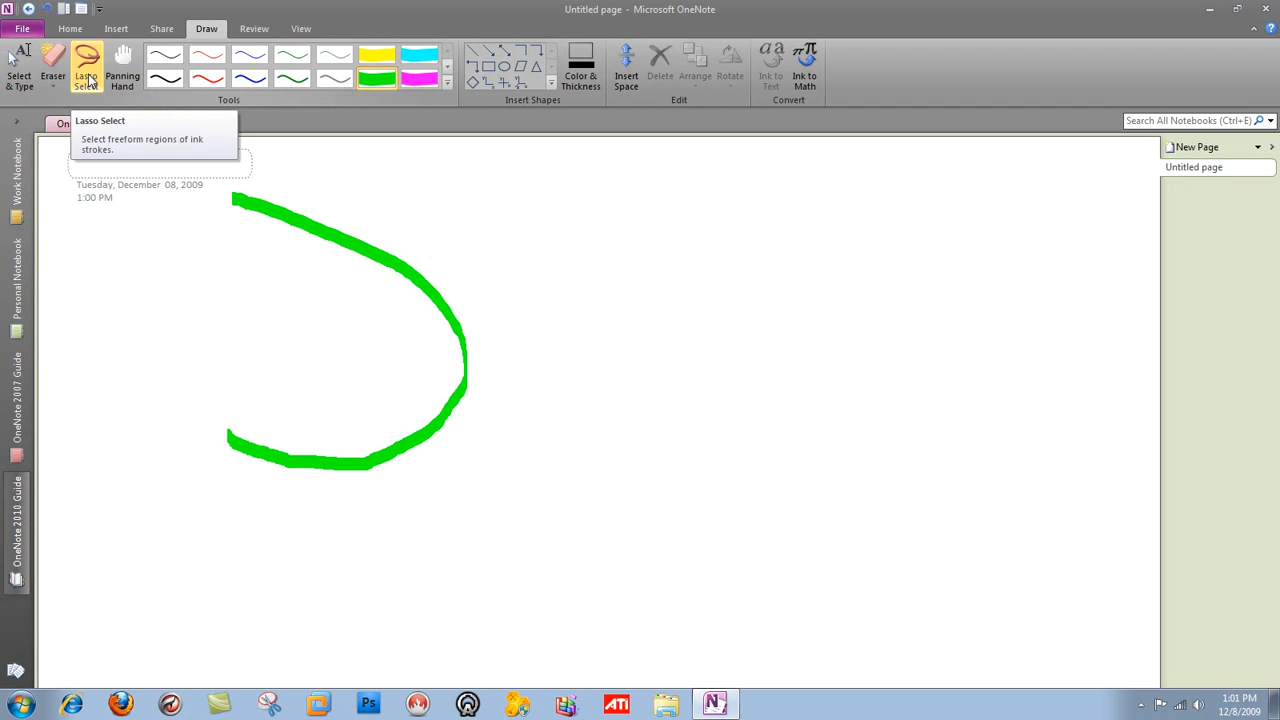 Untitled page - Microsoft OneNote
File Home Insert Share Draw Review View
Select & Type
Eraser
Lasso Select
Panning Hand
Color & Thickness
Insert Space
Delete
Arrange
Rotate
Ink to Text
Ink to Math
Tools Insert Shapes Edit Convert
On
Search All Notebooks (Ctrl+E)
Lasso Select
Select freeform regions of ink
strokes.
Tuesday, December 08, 2009
1:00 PM
New Page
Untitled page
Work Notebook
Personal Notebook
OneNote 2007 Guide
OneNote 2010 Guide
Ps
ATI
1:01 PM
12/8/2009